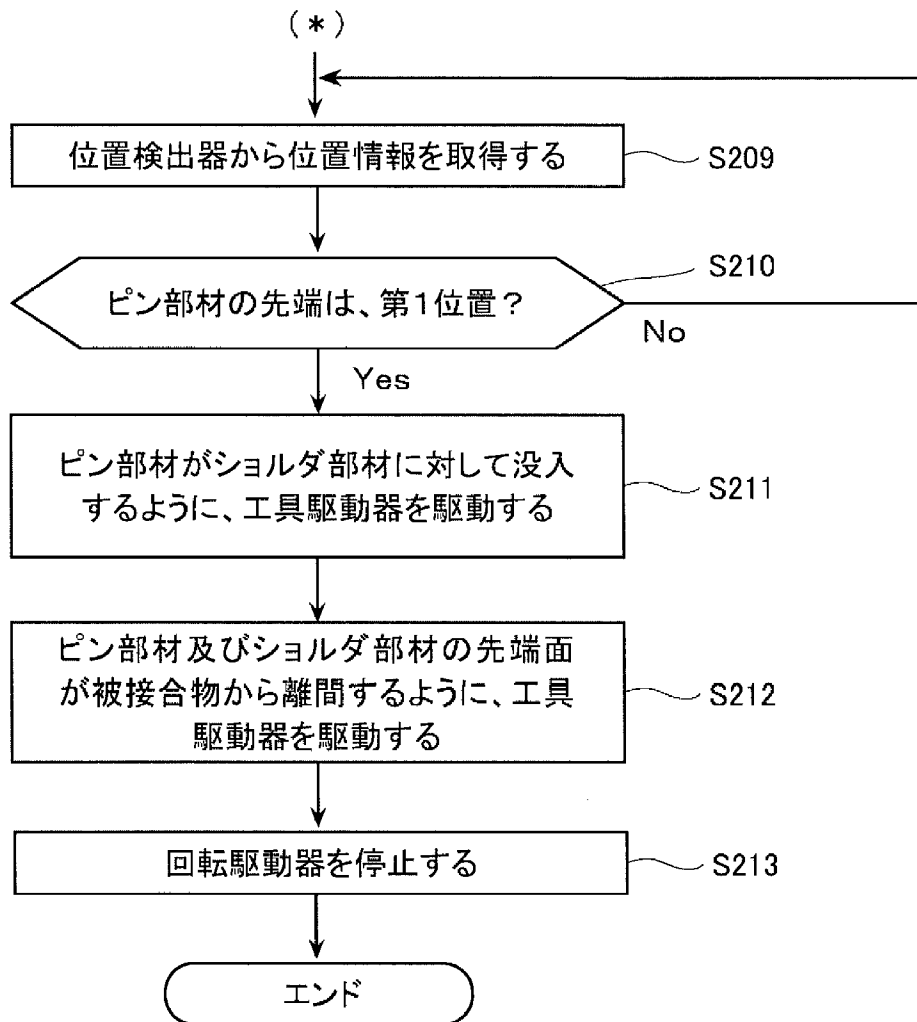 (*)
位置検出器から位置情報を取得する
S209
ピン部材の先端は、第1位置?
S210
No
Yes
ピン部材がショルダ部材に対して没入
するように、工具駆動器を駆動する
S211
ピン部材及びショルダ部材の先端面
が被接合物から離間するように、工具
駆動器を駆動する
S212
回転駆動器を停止する
S213
エンド